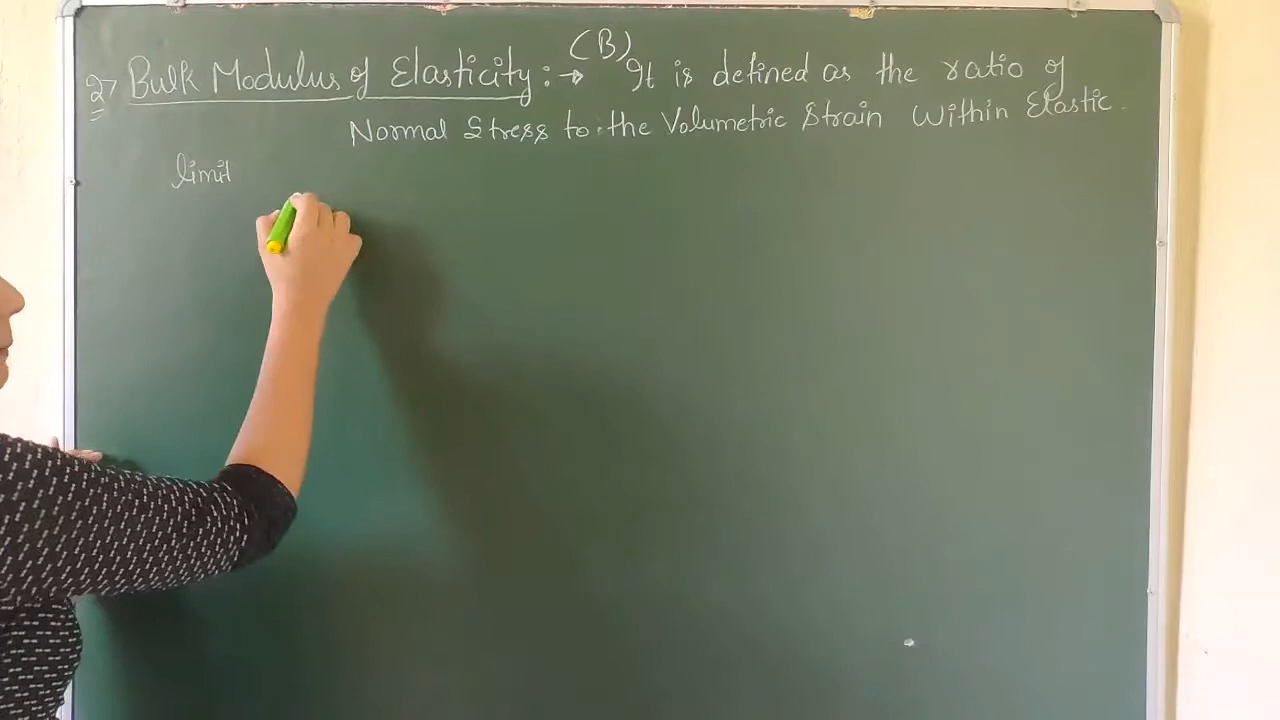 2> Bulk Modulus of Elasticity :→ (B) It is defined as the ratio of
Normal Stress to the Volumetric Strain Within Elastic
limit